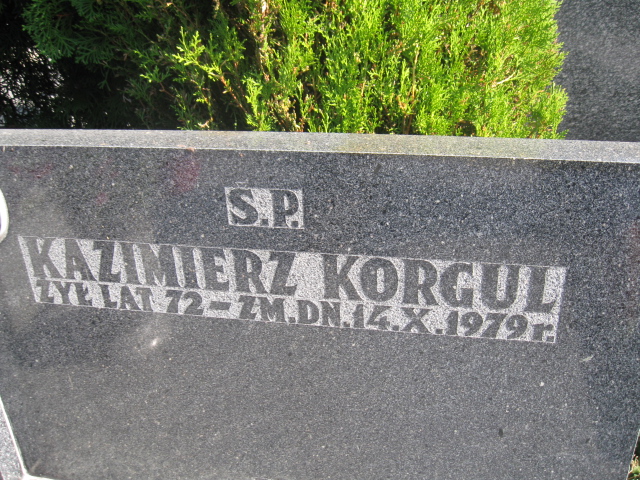 S.P.
KAZIMIERZ KORGUL
ŻYŁ LAT 72 - ZM. DN. 14. X. 1979 r.